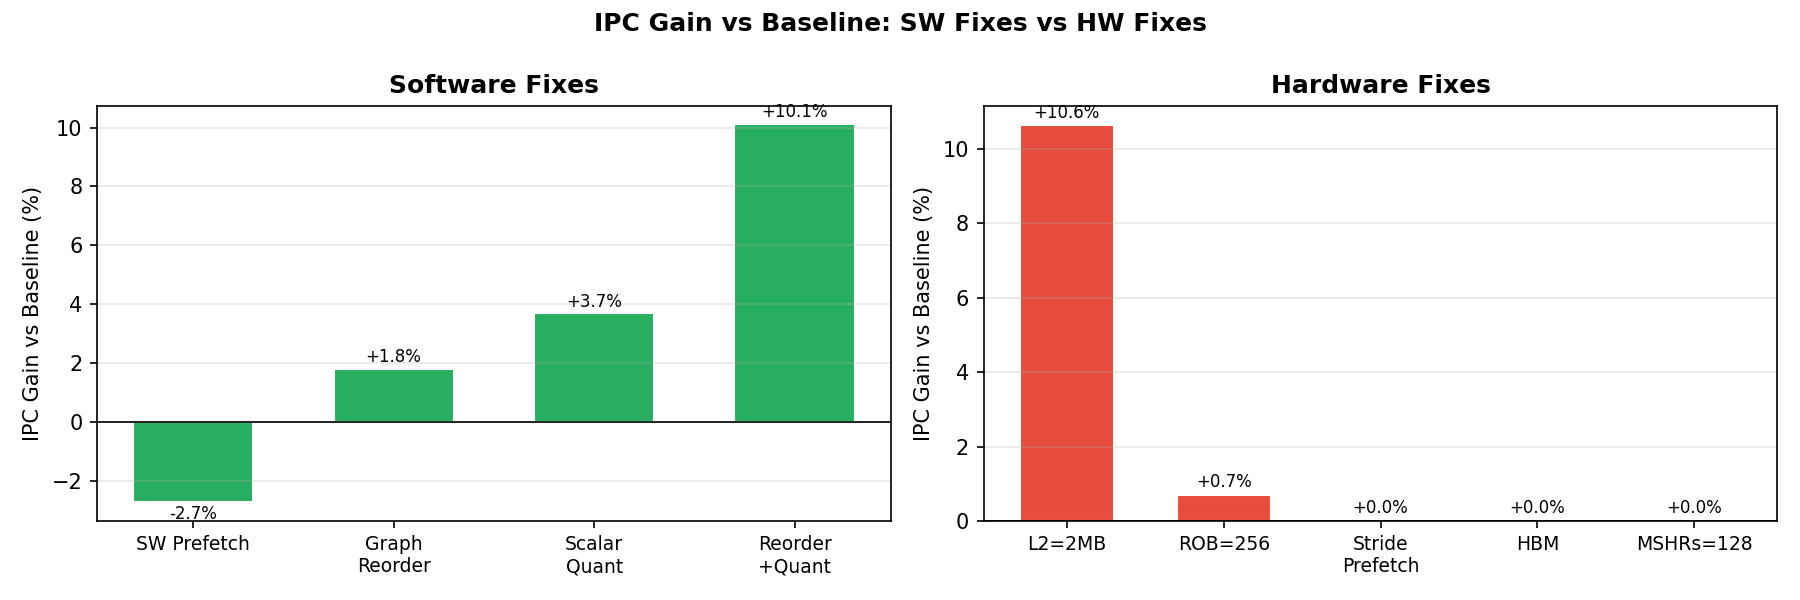 IPC Gain vs Baseline: SW Fixes vs HW Fixes
Software Fixes
IPC Gain vs Baseline (%)
10
8
6
4
2
0
−2
-2.7%
+1.8%
+3.7%
+10.1%
SW Prefetch
Graph
Reorder
Scalar
Quant
Reorder
+Quant
Hardware Fixes
IPC Gain vs Baseline (%)
10
8
6
4
2
0
+10.6%
+0.7%
+0.0%
+0.0%
+0.0%
L2=2MB
ROB=256
Stride
Prefetch
HBM
MSHRs=128